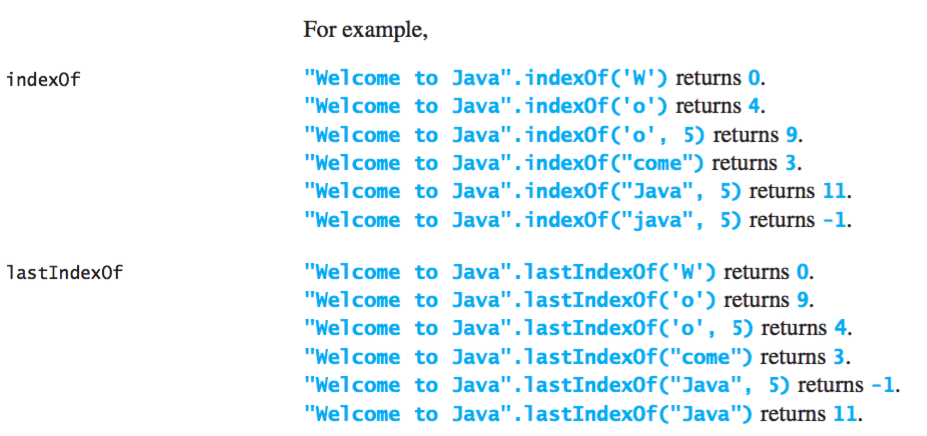 For example,
indexOf
"Welcome to Java".indexOf('W') returns 0.
"Welcome to Java".indexOf('o') returns 4.
"Welcome to Java".indexOf('o', 5) returns 9.
"Welcome to Java".indexOf("come") returns 3.
"Welcome to Java".indexOf("Java", 5) returns 11.
"Welcome to Java".indexOf("java", 5) returns -1.
lastIndexOf
"Welcome to Java".lastIndexOf('W') returns 0.
"Welcome to Java".lastIndexOf('o') returns 9.
"Welcome to Java".lastIndexOf('o', 5) returns 4.
"Welcome to Java".lastIndexOf("come") returns 3.
"Welcome to Java".lastIndexOf("Java", 5) returns -1.
"Welcome to Java".lastIndexOf("Java") returns 11.